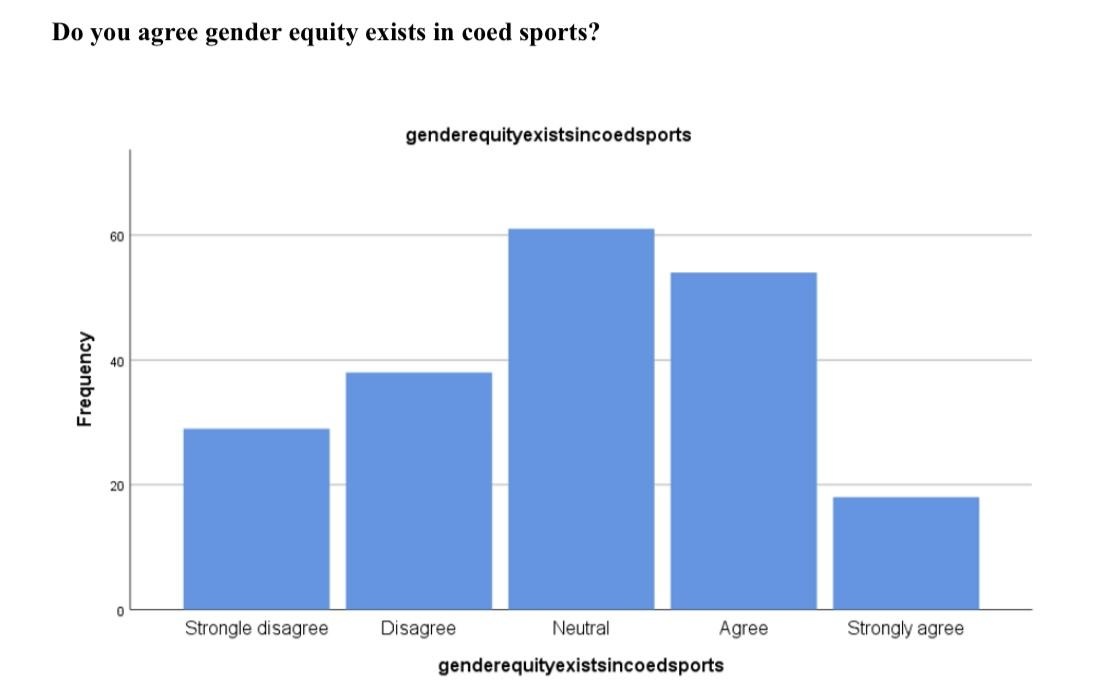 Do you agree gender equity exists in coed sports?
genderequityexistsincoedsports
60
40
20
0
Frequency
Strongle disagree Disagree Neutral Agree Strongly agree
genderequityexistsincoedsports